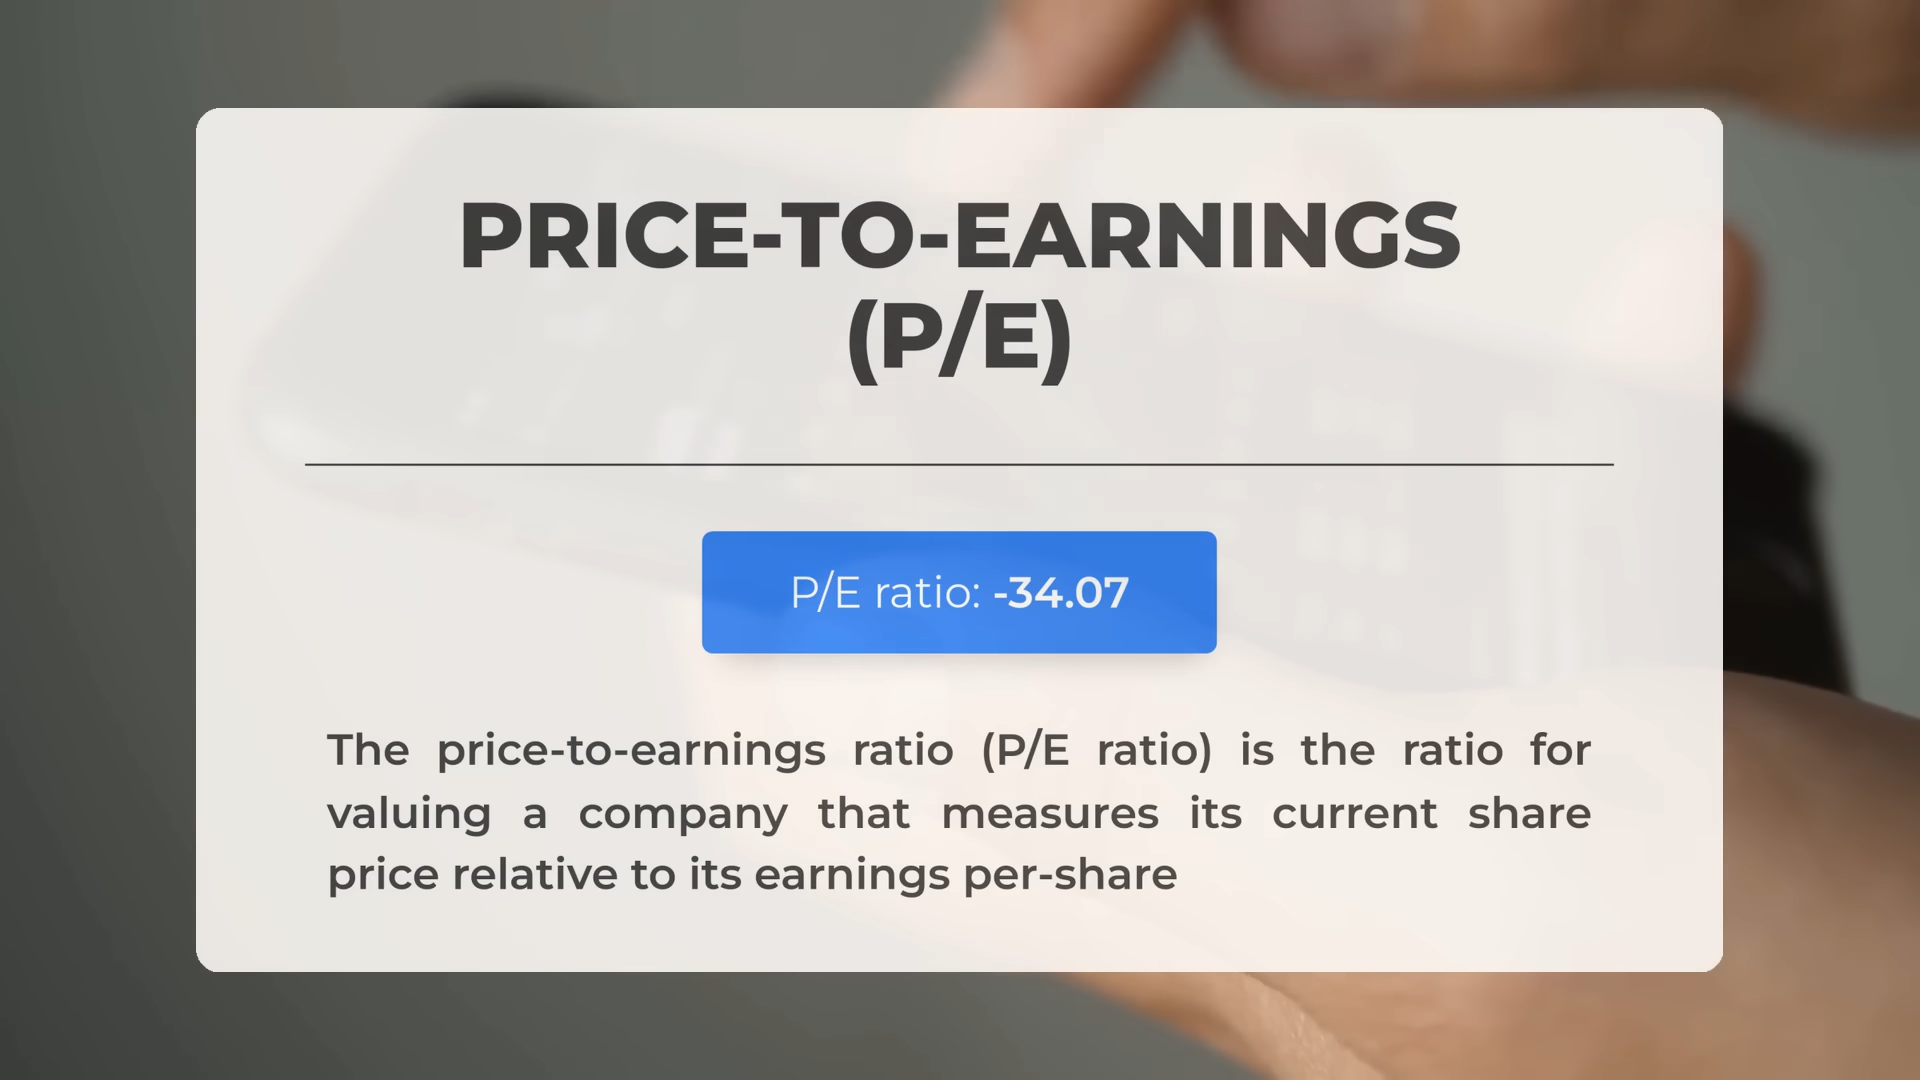 PRICE-TO-EARNINGS
(P/E)
P/E ratio: -34.07
The price-to-earnings ratio (P/E ratio) is the ratio for
valuing a company that measures its current share
price relative to its earnings per-share